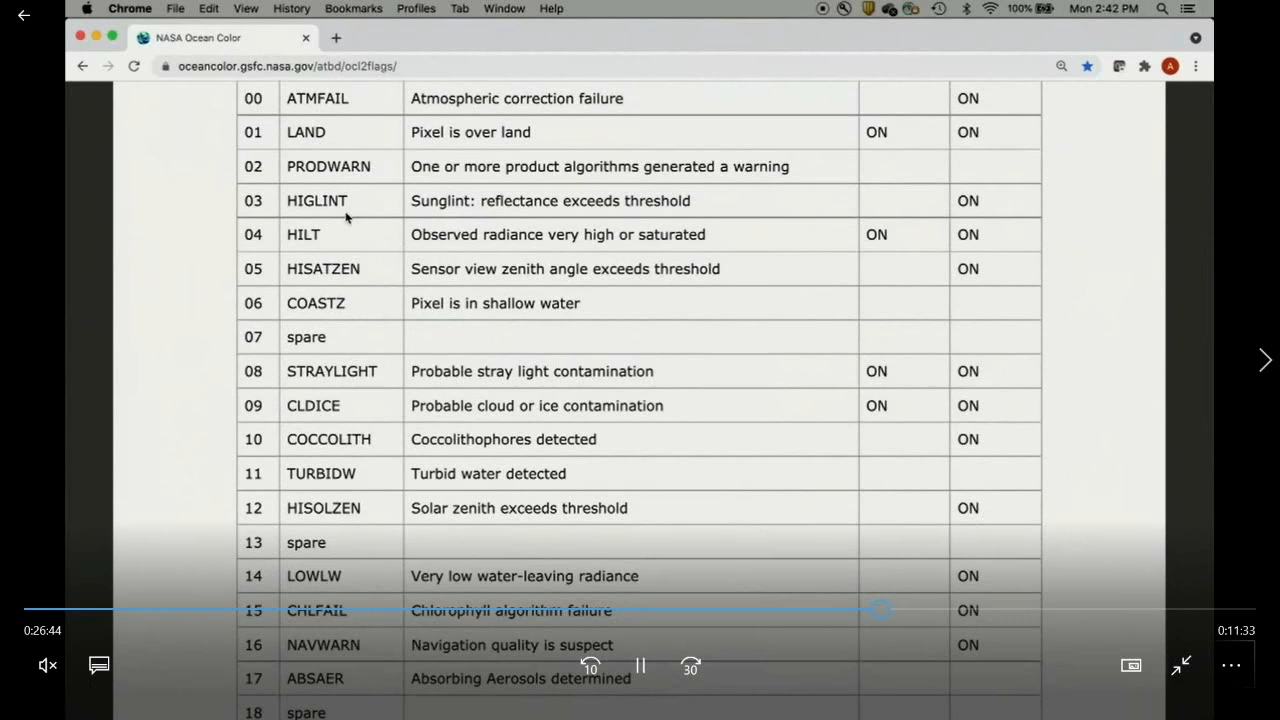 Chrome File Edit View History Bookmarks Profiles Tab Window Help 100% Mon 2:42 PM
NASA Ocean Color
oceancolor.gsfc.nasa.gov/atbd/ocl2flags/ A
00 ATMFAIL Atmospheric correction failure ON
01 LAND Pixel is over land ON ON
02 PRODWARN One or more product algorithms generated a warning
03 HIGLINT Sunglint: reflectance exceeds threshold ON
04 HILT Observed radiance very high or saturated ON ON
05 HISATZEN Sensor view zenith angle exceeds threshold ON
06 COASTZ Pixel is in shallow water
07 spare
08 STRAYLIGHT Probable stray light contamination ON ON
09 CLDICE Probable cloud or ice contamination ON ON
10 COCCOLITH Coccolithophores detected ON
11 TURBIDW Turbid water detected
12 HISOLZEN Solar zenith exceeds threshold ON
13 spare
14 LOWLW Very low water-leaving radiance ON
15 CHLFAIL Chlorophyll algorithm failure ON
0:26:44 0:11:33
16 NAVWARN Navigation quality is suspect ON
10 30
17 ABSAER Absorbing Aerosols determined
18 spare